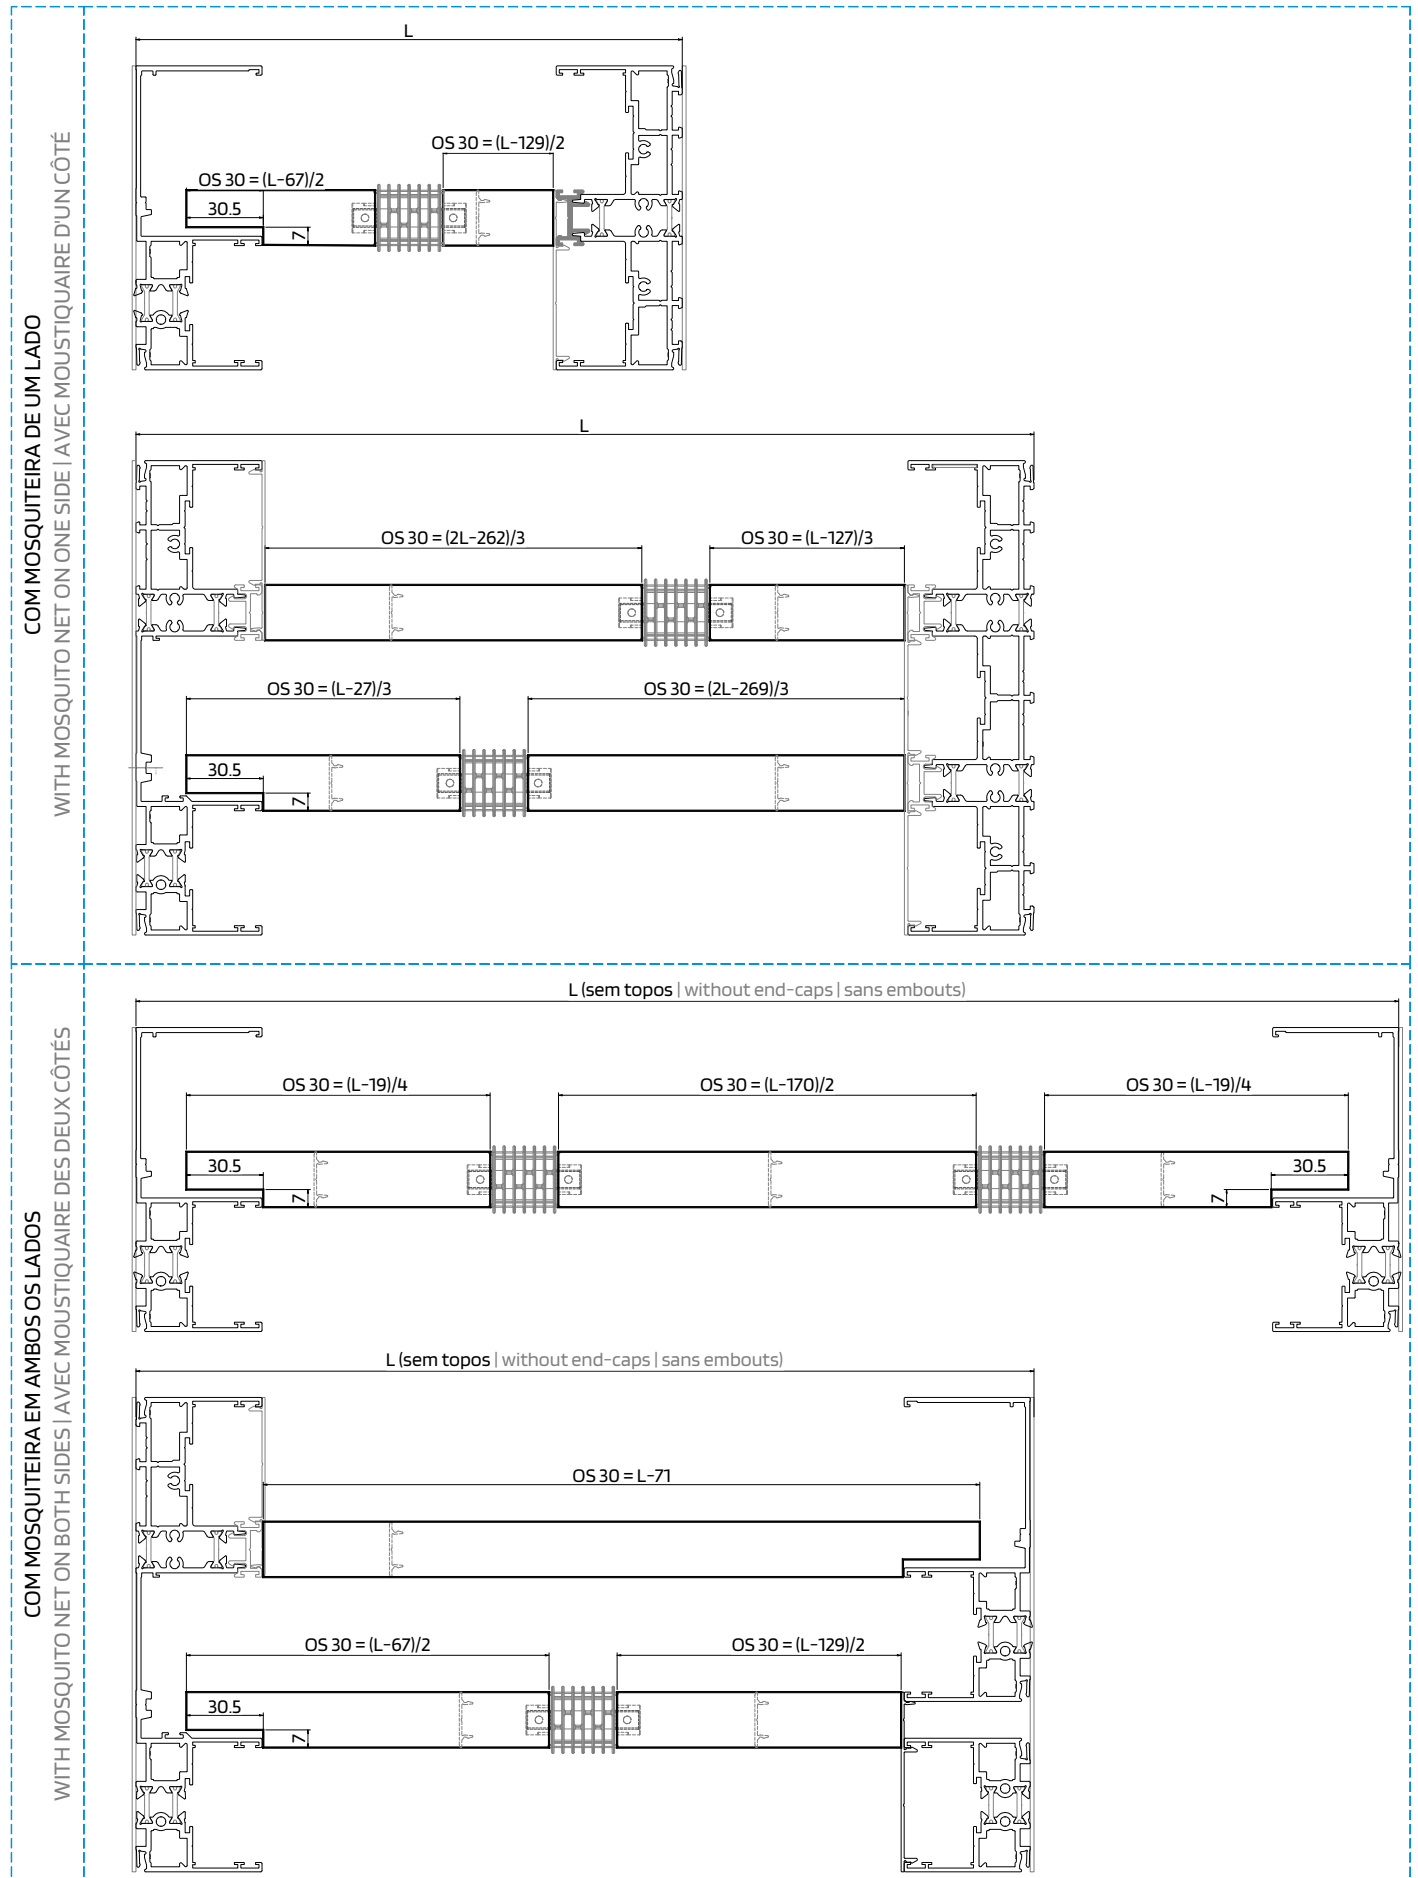 COM MOSQUITEIRA DE UM LADO
WITH MOSQUITO NET ON ONE SIDE | AVEC MOUSTIQUAIRE D'UN CÔTÉ
L
OS 30 = (L-129)/2
OS 30 = (L-67)/2
30.5
7
L
OS 30 = (2L-262)/3
OS 30 = (L-127)/3
OS 30 = (L-27)/3
OS 30 = (2L-269)/3
30.5
7
COM MOSQUITEIRA EM AMBOS OS LADOS
WITH MOSQUITO NET ON BOTH SIDES | AVEC MOUSTIQUAIRE DES DEUX CÔTÉS
L (sem topos | without end-caps | sans embouts)
OS 30 = (L-19)/4
OS 30 = (L-170)/2
OS 30 = (L-19)/4
30.5
30.5
7
7
L (sem topos | without end-caps | sans embouts)
OS 30 = L-71
OS 30 = (L-67)/2
OS 30 = (L-129)/2
30.5
7